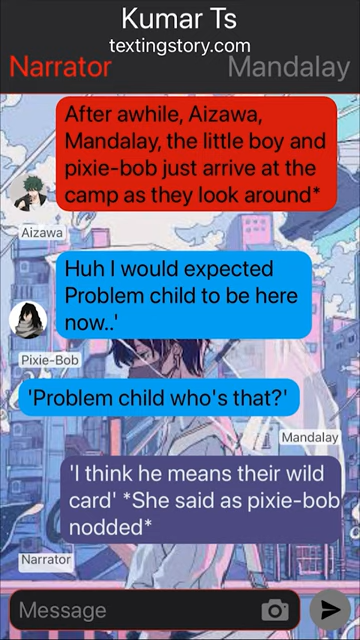 Kumar Ts
textingstory.com
Narrator
Mandalay
After awhile, Aizawa,
Mandalay, the little boy and
pixie-bob just arrive at the
camp as they look around*
Aizawa
Huh I would expected
Problem child to be here
now..'
Pixie-Bob
'Problem child who's that?'
Mandalay
'I think he means their wild
card' *She said as pixie-bob
nodded*
Narrator
Message